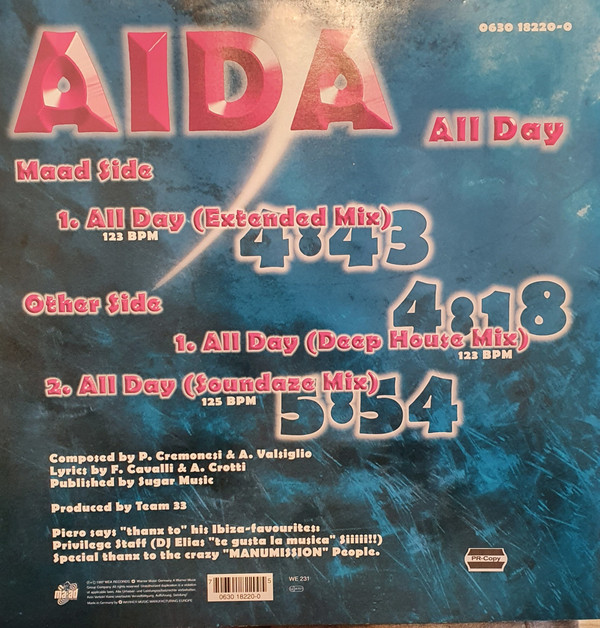 0630 18220-0
AIDA
All Day
Maad Side
1. All Day (Extended Mix)
123 BPM
4:43
Other Side
4:18
1. All Day (Deep House Mix)
123 BPM
2. All Day (Soundaze Mix)
125 BPM
5:54
Composed by P. Cremonesi & A. Valsiglio
Lyrics by F. Cavalli & A. Crotti
Published by Sugar Music
Produced by Team 33
Piero says "thanx to" his Ibiza-favourites:
Privilege Staff (DJ Elias "te gusta la musica" Siiiii!!)
Special thanx to the crazy "MANUMISSION" People.
PR-Copy
WE 231
0630 18220-0